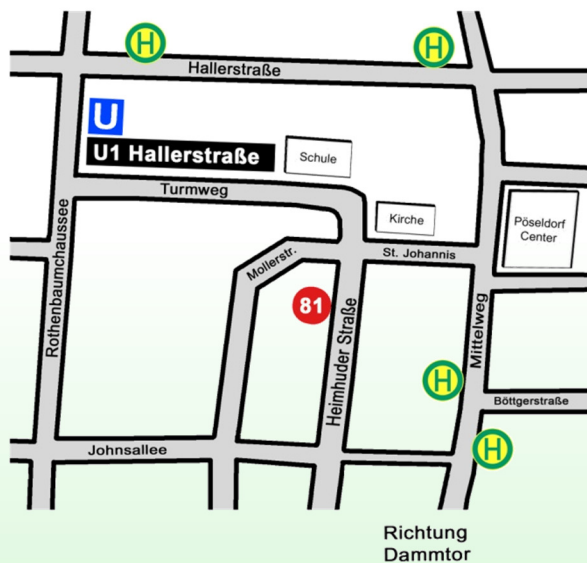 H
H
Hallerstraße
U
U1 Hallerstraße
Schule
Turmweg
Kirche
Pöseldorf
Center
St. Johannis
Mollerstr.
Rothenbaumchaussee
81
Heimhuder Straße
Mittelweg
H
Böttgerstraße
Johnsallee
H
Richtung
Dammtor